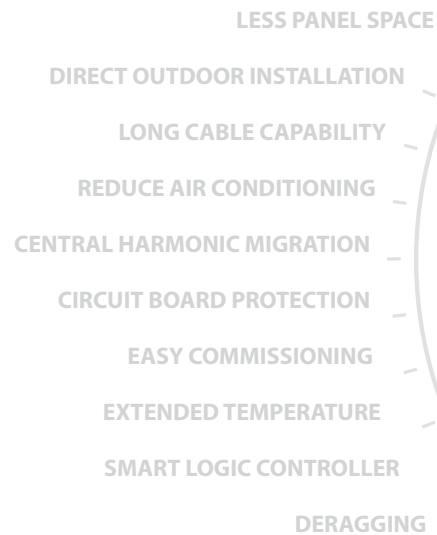 LESS PANEL SPACE
DIRECT OUTDOOR INSTALLATION
LONG CABLE CAPABILITY
REDUCE AIR CONDITIONING
CENTRAL HARMONIC MIGRATION
CIRCUIT BOARD PROTECTION
EASY COMMISSIONING
EXTENDED TEMPERATURE
SMART LOGIC CONTROLLER
DERAGGING